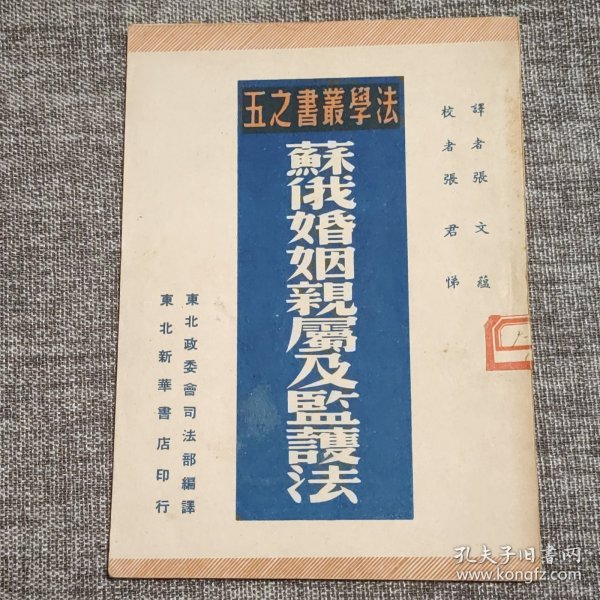 法學叢書之五
蘇俄婚姻親屬及監護法
譯者張文蘊
校者張君悌
東北政委會司法部編譯
東北新華書店印行
孔夫子旧书网
www.kongfz.com